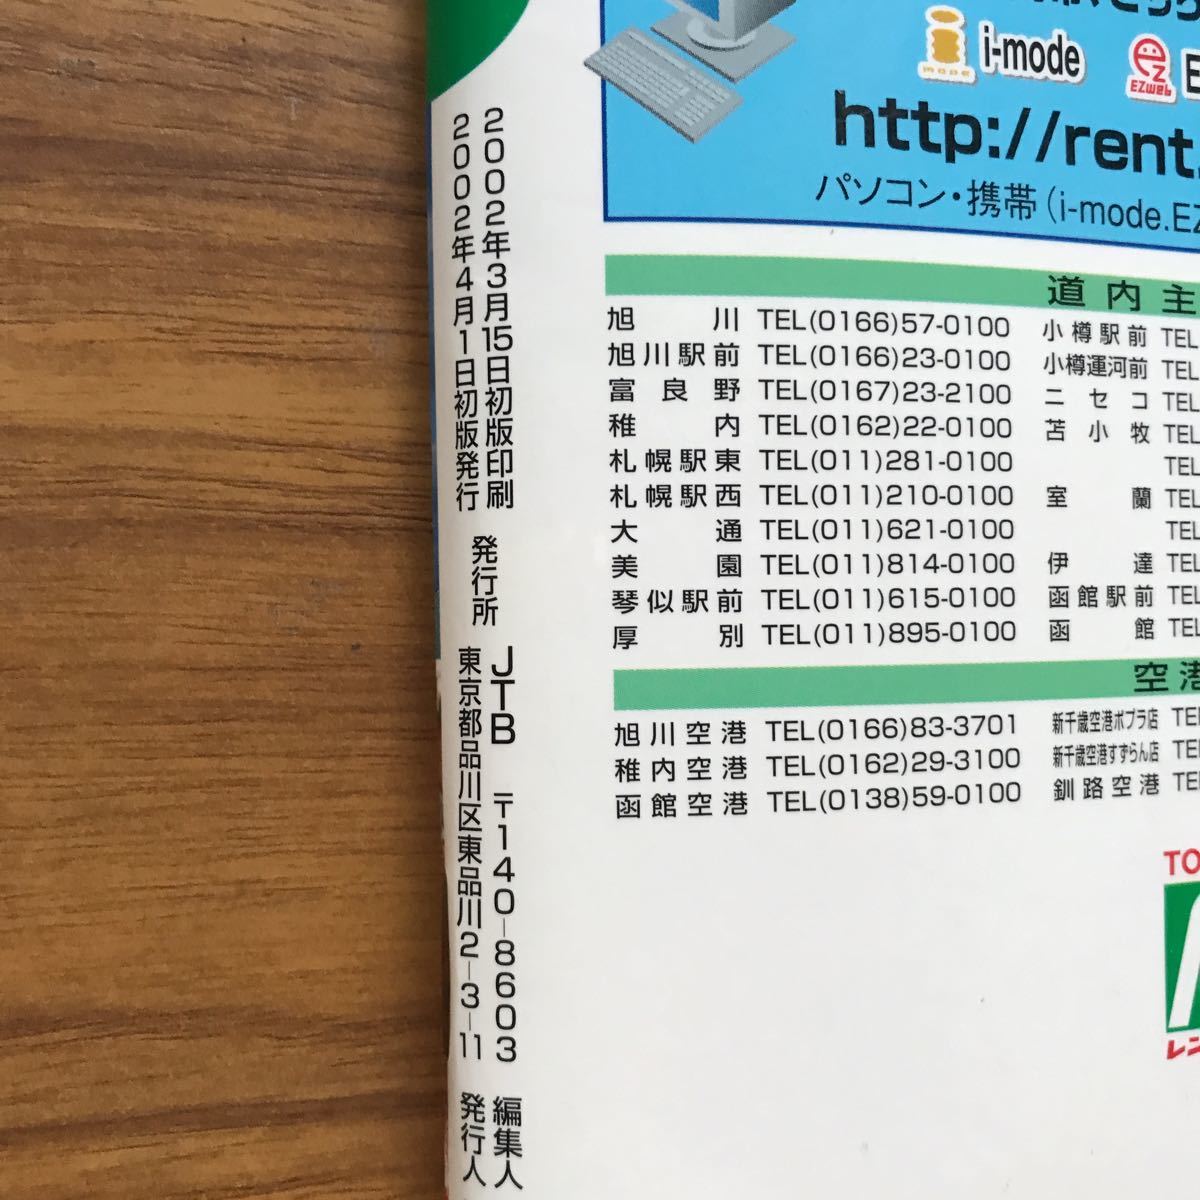 i-mode
mode
EZweb
http://rent.
パソコン・携帯(i-mode.EZ
2002年3月15日初版印刷
2002年4月1日初版発行
発行所
JTB 〒140-8603
東京都品川区東品川2-3-11
編集人
発行人
道内主
旭川 TEL(0166)57-0100
旭川駅前 TEL(0166)23-0100
富良野 TEL(0167)23-2100
稚内 TEL(0162)22-0100
札幌駅東 TEL(011)281-0100
札幌駅西 TEL(011)210-0100
大通 TEL(011)621-0100
美園 TEL(011)814-0100
琴似駅前 TEL(011)615-0100
厚別 TEL(011)895-0100
小樽駅前 TEL
小樽運河前 TEL
ニセコ TEL
苫小牧 TEL
TEL
室蘭 TEL
TEL
伊達 TEL
函館駅前 TEL
函館 TEL
空港
旭川空港 TEL(0166)83-3701
稚内空港 TEL(0162)29-3100
函館空港 TEL(0138)59-0100
新千歳空港ポプラ店 TEL
新千歳空港すずらん店 TEL
釧路空港 TEL
TO
レン